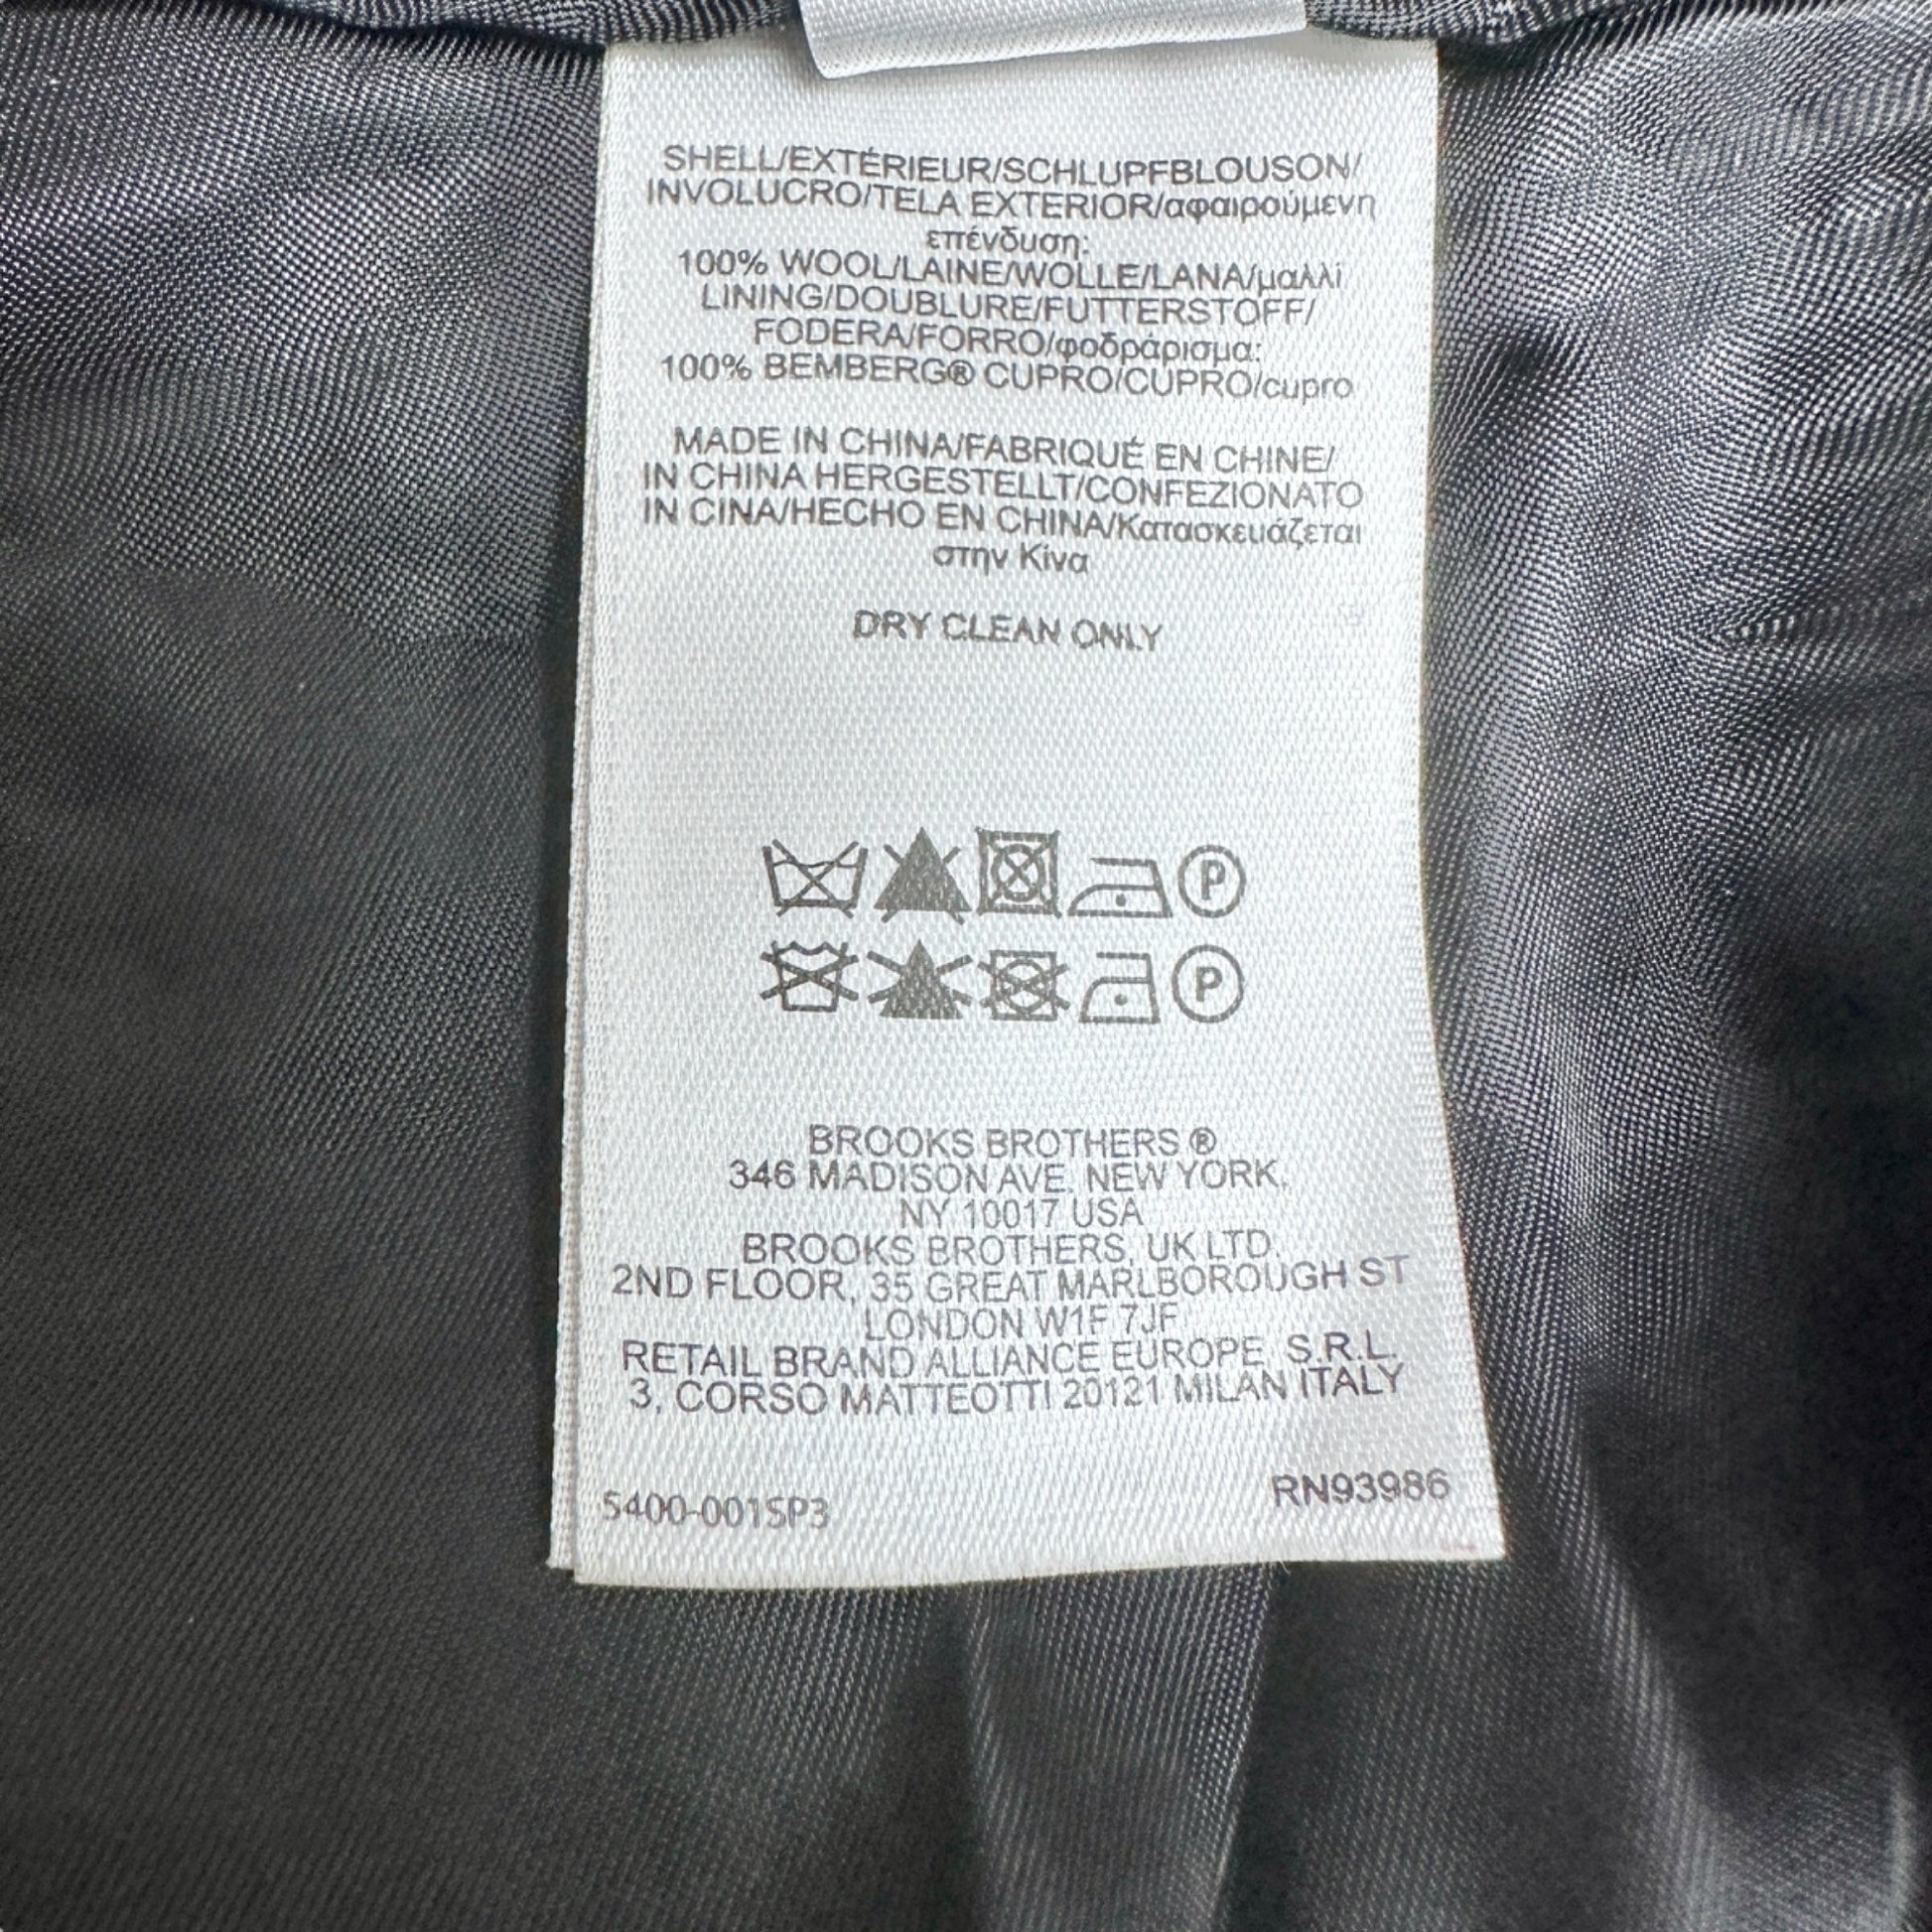 SHELL/EXTÉRIEUR/SCHLUPFBLOUSON/
INVOLUCRO/TELA EXTERIOR/αφαιρούμενη
επένδυση:
100% WOOL/LAINE/WOLLE/LANA/μαλλί
LINING/DOUBLURE/FUTTERSTOFF/
FODERA/FORRO/φοδράρισμα:
100% BEMBERG® CUPRO/CUPRO/cupro
MADE IN CHINA/FABRIQUÉ EN CHINE/
IN CHINA HERGESTELLT/CONFEZIONATO
IN CINA/HECHO EN CHINA/Κατασκευάζεται
στην Κίνα
DRY CLEAN ONLY
P
P
BROOKS BROTHERS ®
346 MADISON AVE. NEW YORK,
NY 10017 USA
BROOKS BROTHERS, UK LTD.
2ND FLOOR, 35 GREAT MARLBOROUGH ST
LONDON W1F 7JF
RETAIL BRAND ALLIANCE EUROPE, S.R.L.
3, CORSO MATTEOTTI 20121 MILAN ITALY
5400-001SP3 RN93986